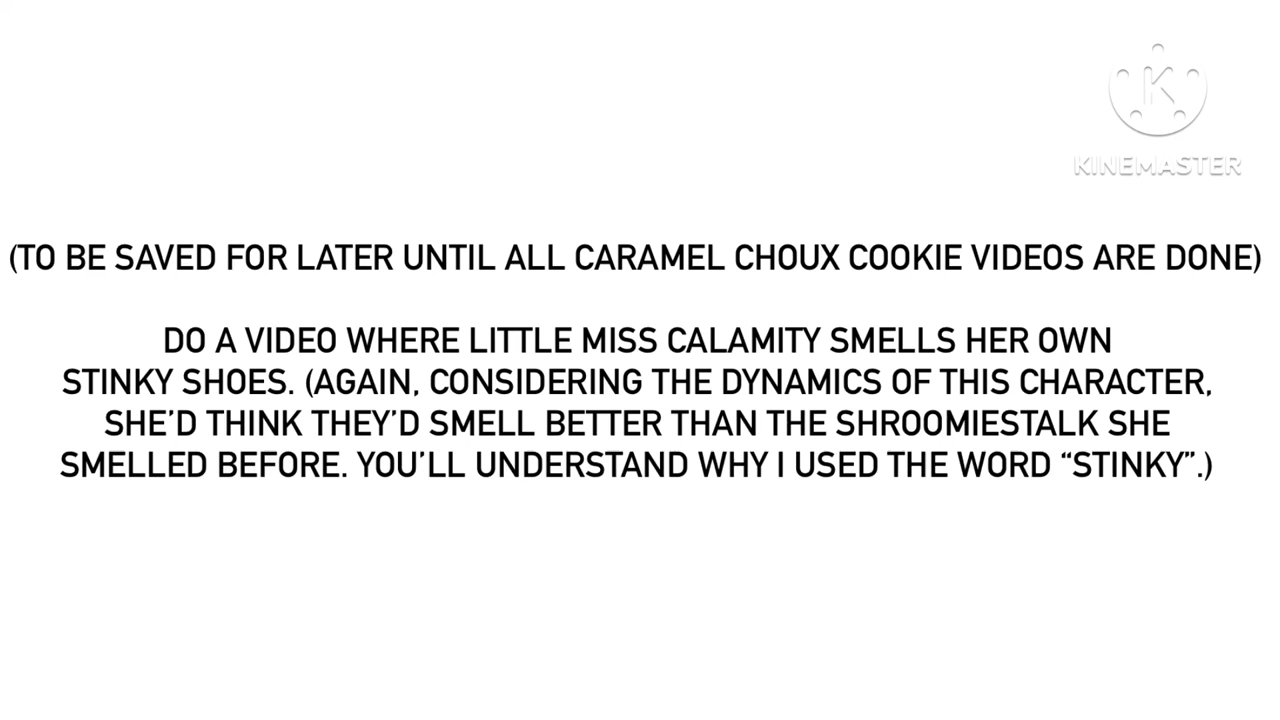 KINEMASTER
(TO BE SAVED FOR LATER UNTIL ALL CARAMEL CHOUX COOKIE VIDEOS ARE DONE)
DO A VIDEO WHERE LITTLE MISS CALAMITY SMELLS HER OWN
STINKY SHOES. (AGAIN, CONSIDERING THE DYNAMICS OF THIS CHARACTER,
SHE’D THINK THEY’D SMELL BETTER THAN THE SHROOMIESTALK SHE
SMELLED BEFORE. YOU’LL UNDERSTAND WHY I USED THE WORD “STINKY”.)